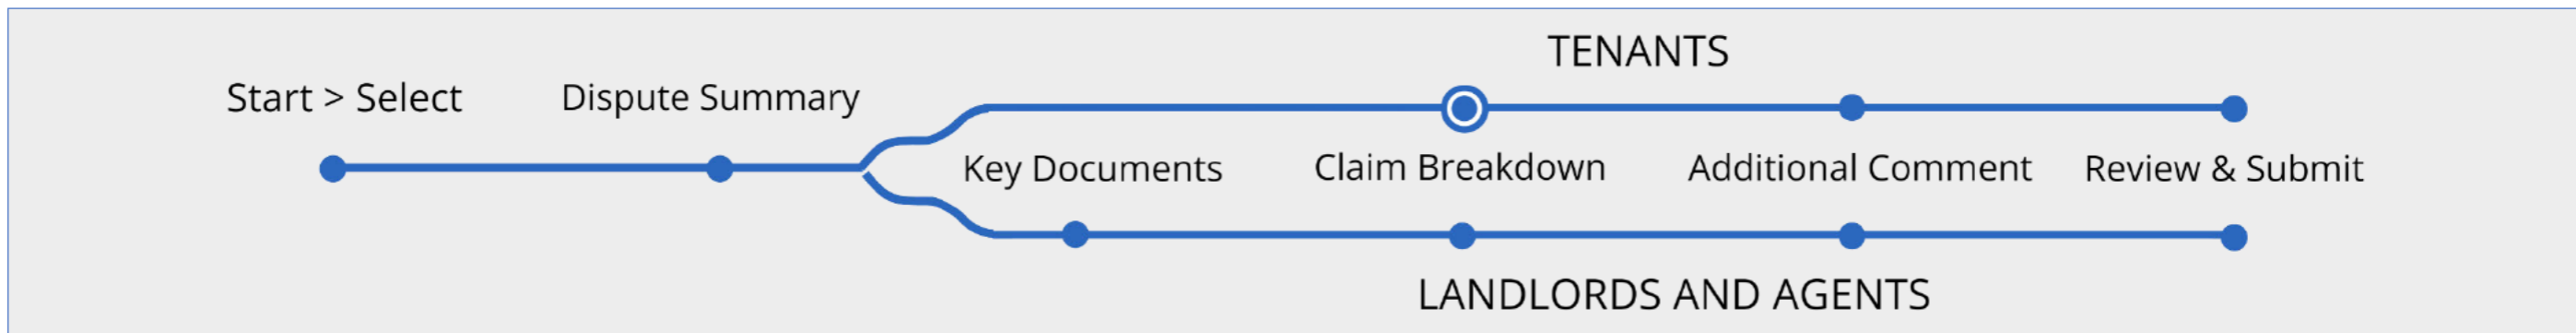 TENANTS
Start > Select
Dispute Summary
Key Documents
Claim Breakdown
Additional Comment
Review & Submit
LANDLORDS AND AGENTS